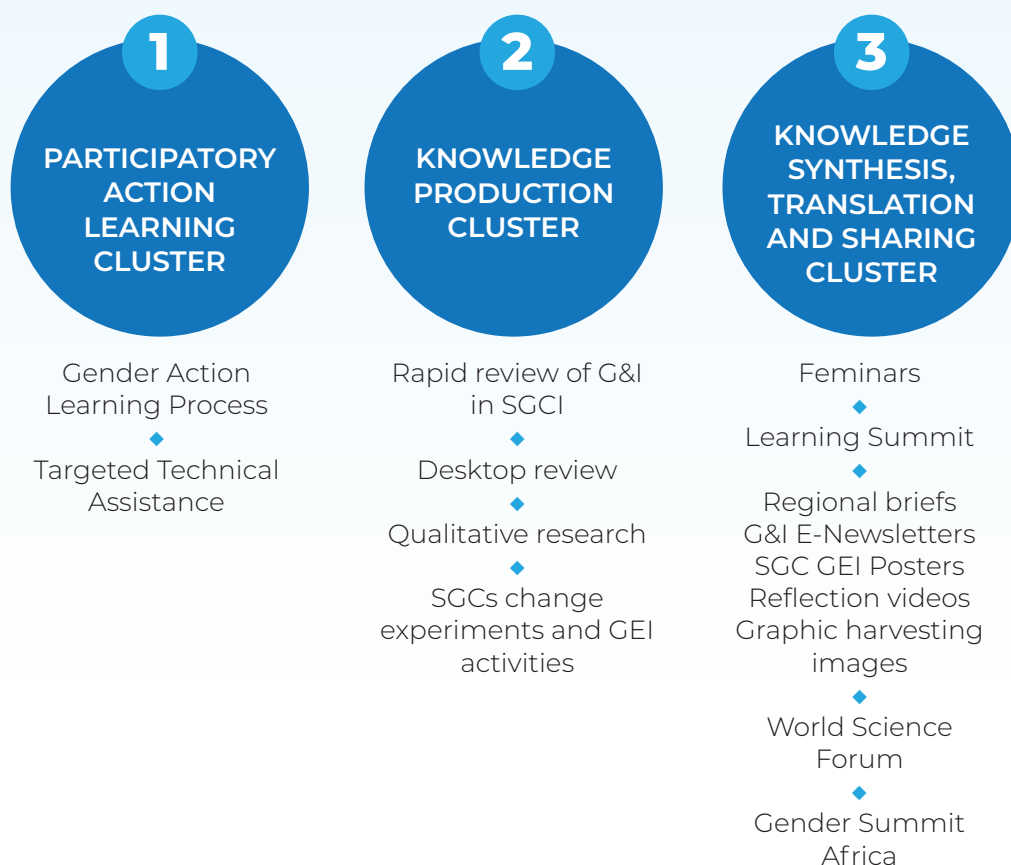 1
PARTICIPATORY
ACTION
LEARNING
CLUSTER
Gender Action
Learning Process
Targeted Technical
Assistance
2
KNOWLEDGE
PRODUCTION
CLUSTER
Rapid review of G&I
in SGCI
Desktop review
Qualitative research
SGCs change
experiments and GEI
activities
3
KNOWLEDGE
SYNTHESIS,
TRANSLATION
AND SHARING
CLUSTER
Feminars
Learning Summit
Regional briefs
G&I E-Newsletters
SGC GEI Posters
Reflection videos
Graphic harvesting
images
World Science
Forum
Gender Summit
Africa